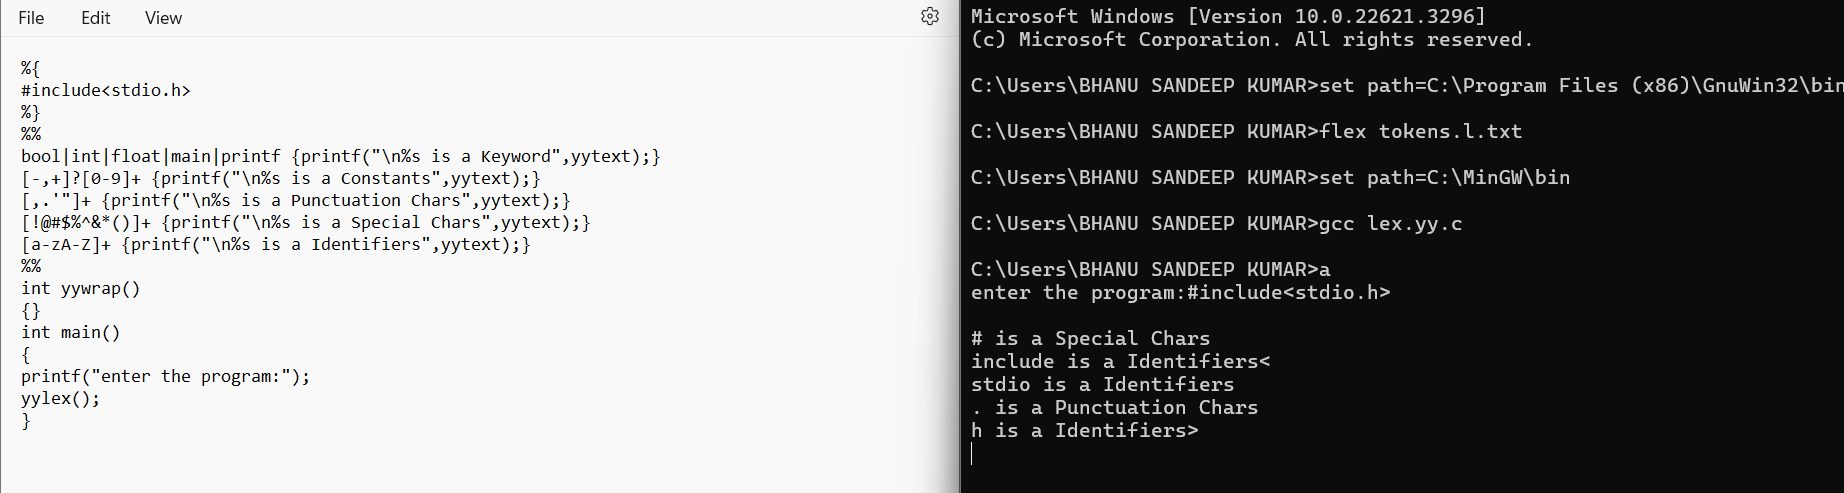 File Edit View
%{
#include<stdio.h>
%}
%%
bool|int|float|main|printf {printf("\n%s is a Keyword",yytext);}
[-,+]?[0-9]+ {printf("\n%s is a Constants",yytext);}
[,.'"]+ {printf("\n%s is a Punctuation Chars",yytext);}
[!@#$%^&*()]+ {printf("\n%s is a Special Chars",yytext);}
[a-zA-Z]+ {printf("\n%s is a Identifiers",yytext);}
%%
int yywrap()
{}
int main()
{
printf("enter the program:");
yylex();
}
Microsoft Windows [Version 10.0.22621.3296]
(c) Microsoft Corporation. All rights reserved.
C:\Users\BHANU SANDEEP KUMAR>set path=C:\Program Files (x86)\GnuWin32\bin
C:\Users\BHANU SANDEEP KUMAR>flex tokens.l.txt
C:\Users\BHANU SANDEEP KUMAR>set path=C:\MinGW\bin
C:\Users\BHANU SANDEEP KUMAR>gcc lex.yy.c
C:\Users\BHANU SANDEEP KUMAR>a
enter the program:#include<stdio.h>
# is a Special Chars
include is a Identifiers<
stdio is a Identifiers
. is a Punctuation Chars
h is a Identifiers>